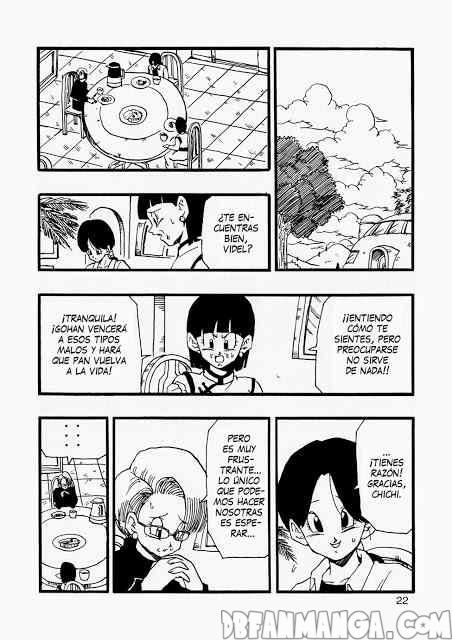 ¿TE EN-
CUENTRAS
BIEN,
VIDEL?
¡¡ENTIENDO
CÓMO TE
SIENTES, PERO
PREOCUPARSE
NO SIRVE
DE NADA!!
¡TRANQUILA!
¡GOHAN VENCERÁ
A ESOS TIPOS
MALOS Y HARÁ
QUE PAN VUELVA
A LA VIDA!
¡TIENES
RAZÓN!
GRACIAS,
CHICHI.
PERO
ES MUY
FRUS-
TRANTE...
LO ÚNICO
QUE PODE-
MOS HACER
NOSOTRAS
ES ESPE-
RAR...
22
DBFANMANGA.COM